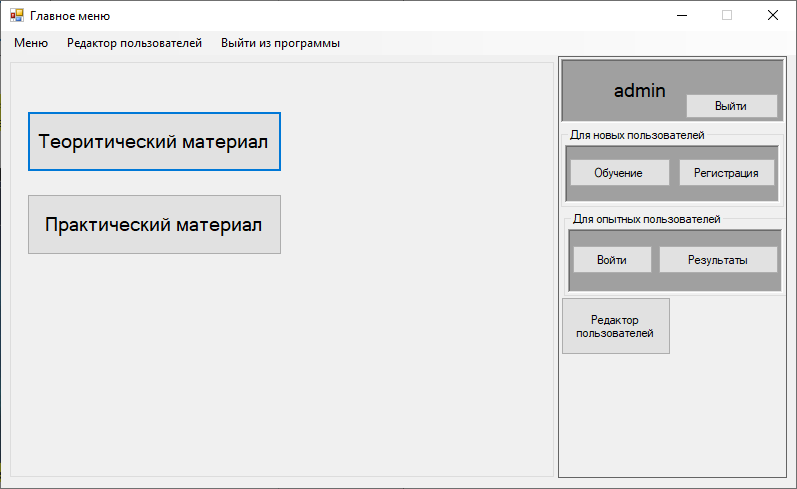 Главное меню
Меню Редактор пользователей Выйти из программы
Теоритический материал
Практический материал
admin
Выйти
Для новых пользователей
Обучение Регистрация
Для опытных пользователей
Войти Результаты
Редактор
пользователей